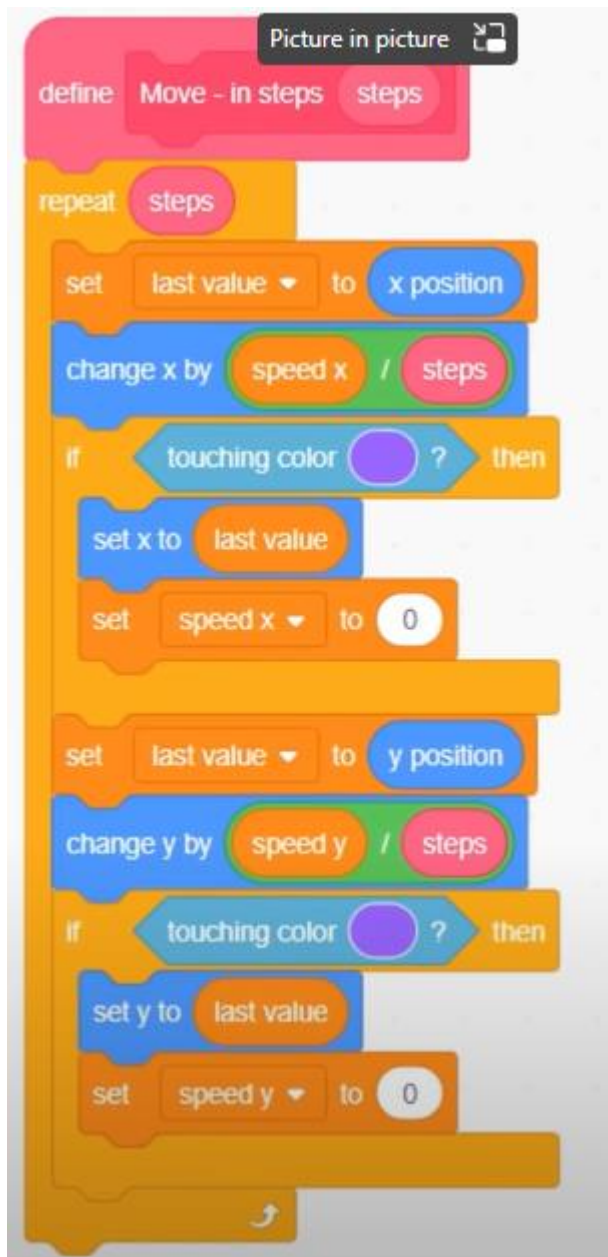 Picture in picture
define Move - in steps steps
repeat steps
set last value to x position
change x by speed x / steps
if touching color ? then
set x to last value
set speed x to 0
set last value to y position
change y by speed y / steps
if touching color ? then
set y to last value
set speed y to 0